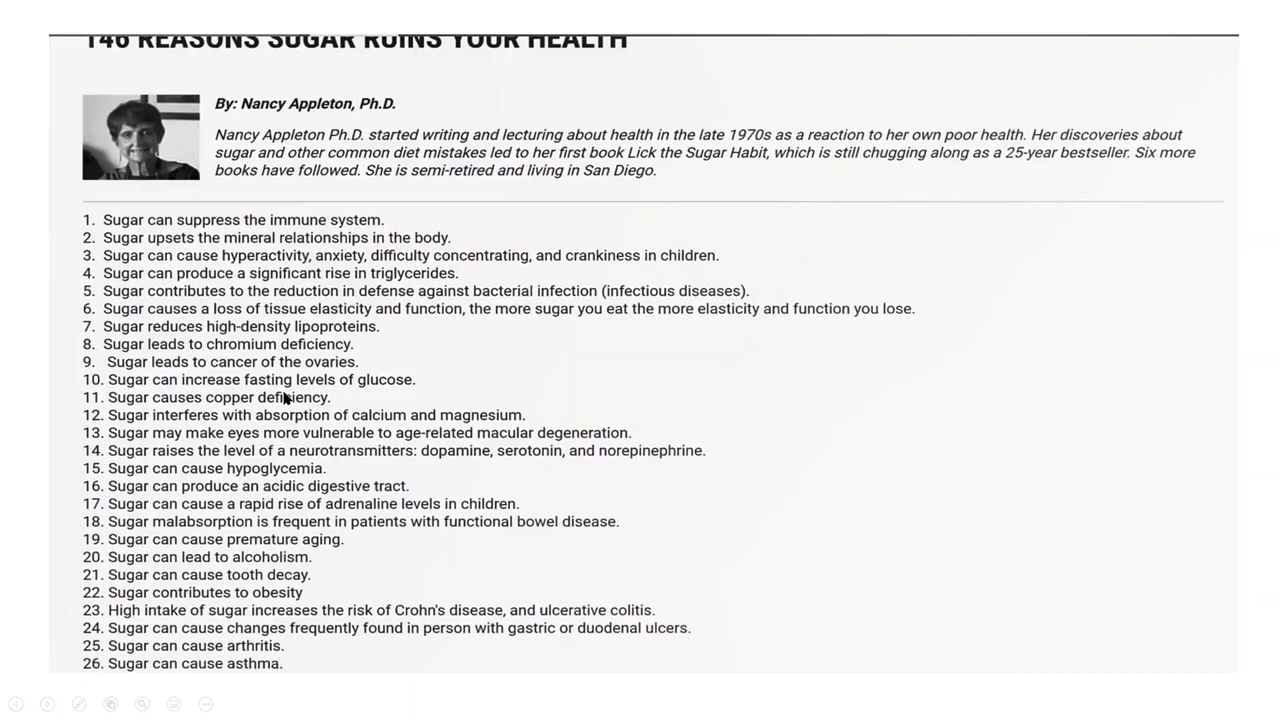 146 REASONS SUGAR RUINS YOUR HEALTH
By: Nancy Appleton, Ph.D.
Nancy Appleton Ph.D. started writing and lecturing about health in the late 1970s as a reaction to her own poor health. Her discoveries about
sugar and other common diet mistakes led to her first book Lick the Sugar Habit, which is still chugging along as a 25-year bestseller. Six more
books have followed. She is semi-retired and living in San Diego.
1. Sugar can suppress the immune system.
2. Sugar upsets the mineral relationships in the body.
3. Sugar can cause hyperactivity, anxiety, difficulty concentrating, and crankiness in children.
4. Sugar can produce a significant rise in triglycerides.
5. Sugar contributes to the reduction in defense against bacterial infection (infectious diseases).
6. Sugar causes a loss of tissue elasticity and function, the more sugar you eat the more elasticity and function you lose.
7. Sugar reduces high-density lipoproteins.
8. Sugar leads to chromium deficiency.
9. Sugar leads to cancer of the ovaries.
10. Sugar can increase fasting levels of glucose.
11. Sugar causes copper deficiency.
12. Sugar interferes with absorption of calcium and magnesium.
13. Sugar may make eyes more vulnerable to age-related macular degeneration.
14. Sugar raises the level of a neurotransmitters: dopamine, serotonin, and norepinephrine.
15. Sugar can cause hypoglycemia.
16. Sugar can produce an acidic digestive tract.
17. Sugar can cause a rapid rise of adrenaline levels in children.
18. Sugar malabsorption is frequent in patients with functional bowel disease.
19. Sugar can cause premature aging.
20. Sugar can lead to alcoholism.
21. Sugar can cause tooth decay.
22. Sugar contributes to obesity
23. High intake of sugar increases the risk of Crohn's disease, and ulcerative colitis.
24. Sugar can cause changes frequently found in person with gastric or duodenal ulcers.
25. Sugar can cause arthritis.
26. Sugar can cause asthma.